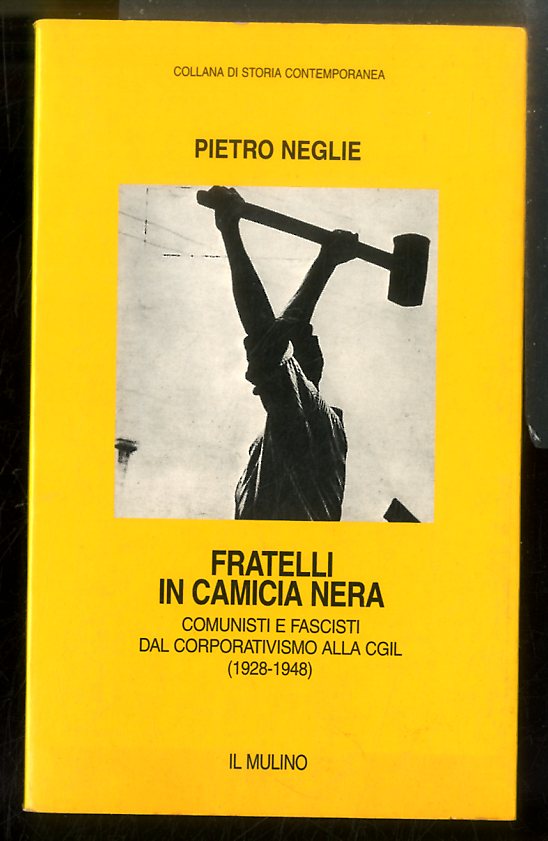 COLLANA DI STORIA CONTEMPORANEA
PIETRO NEGLIE
FRATELLI
IN CAMICIA NERA
COMUNISTI E FASCISTI
DAL CORPORATIVISMO ALLA CGIL
(1928-1948)
IL MULINO